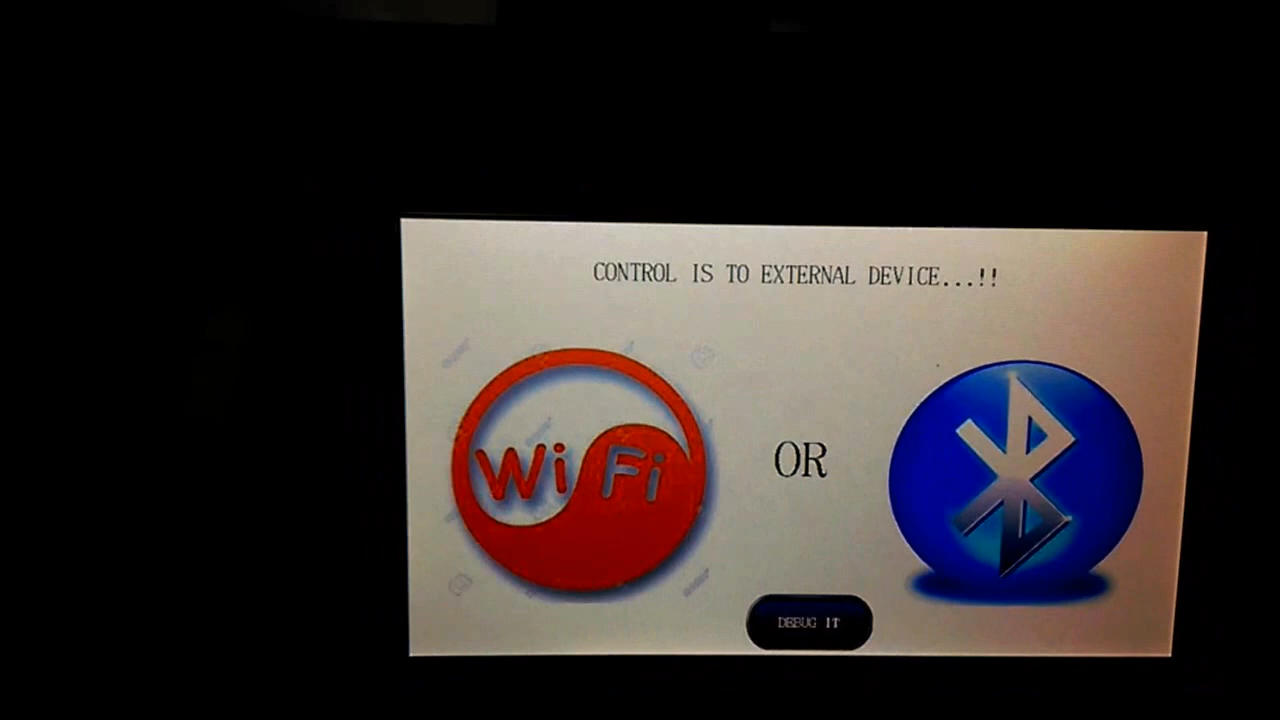 CONTROL IS TO EXTERNAL DEVICE...!!
WiFi
OR
DEBUG IT